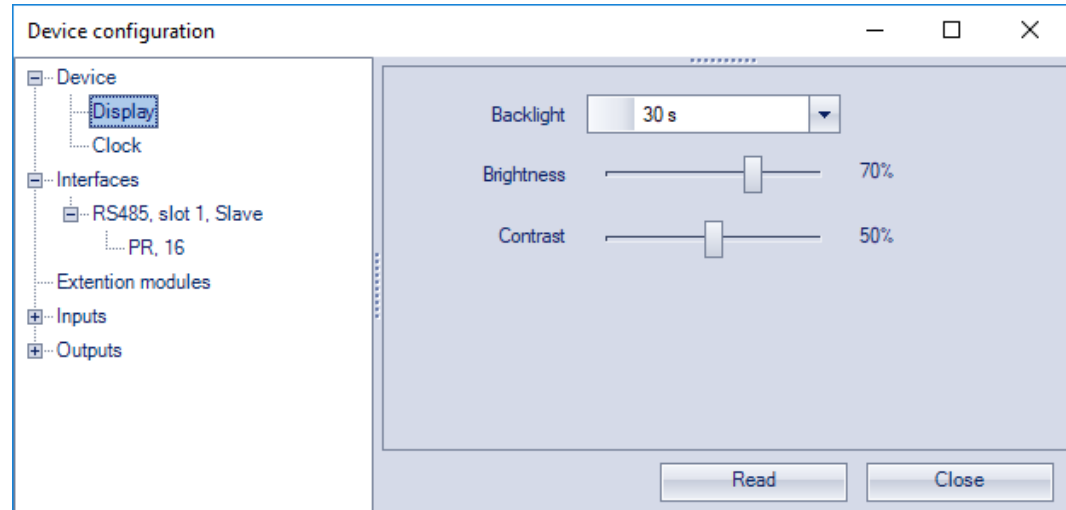 Device configuration
Device
Display
Clock
Interfaces
RS485, slot 1, Slave
PR, 16
Extention modules
Inputs
Outputs
Backlight 30 s
Brightness 70%
Contrast 50%
Read Close